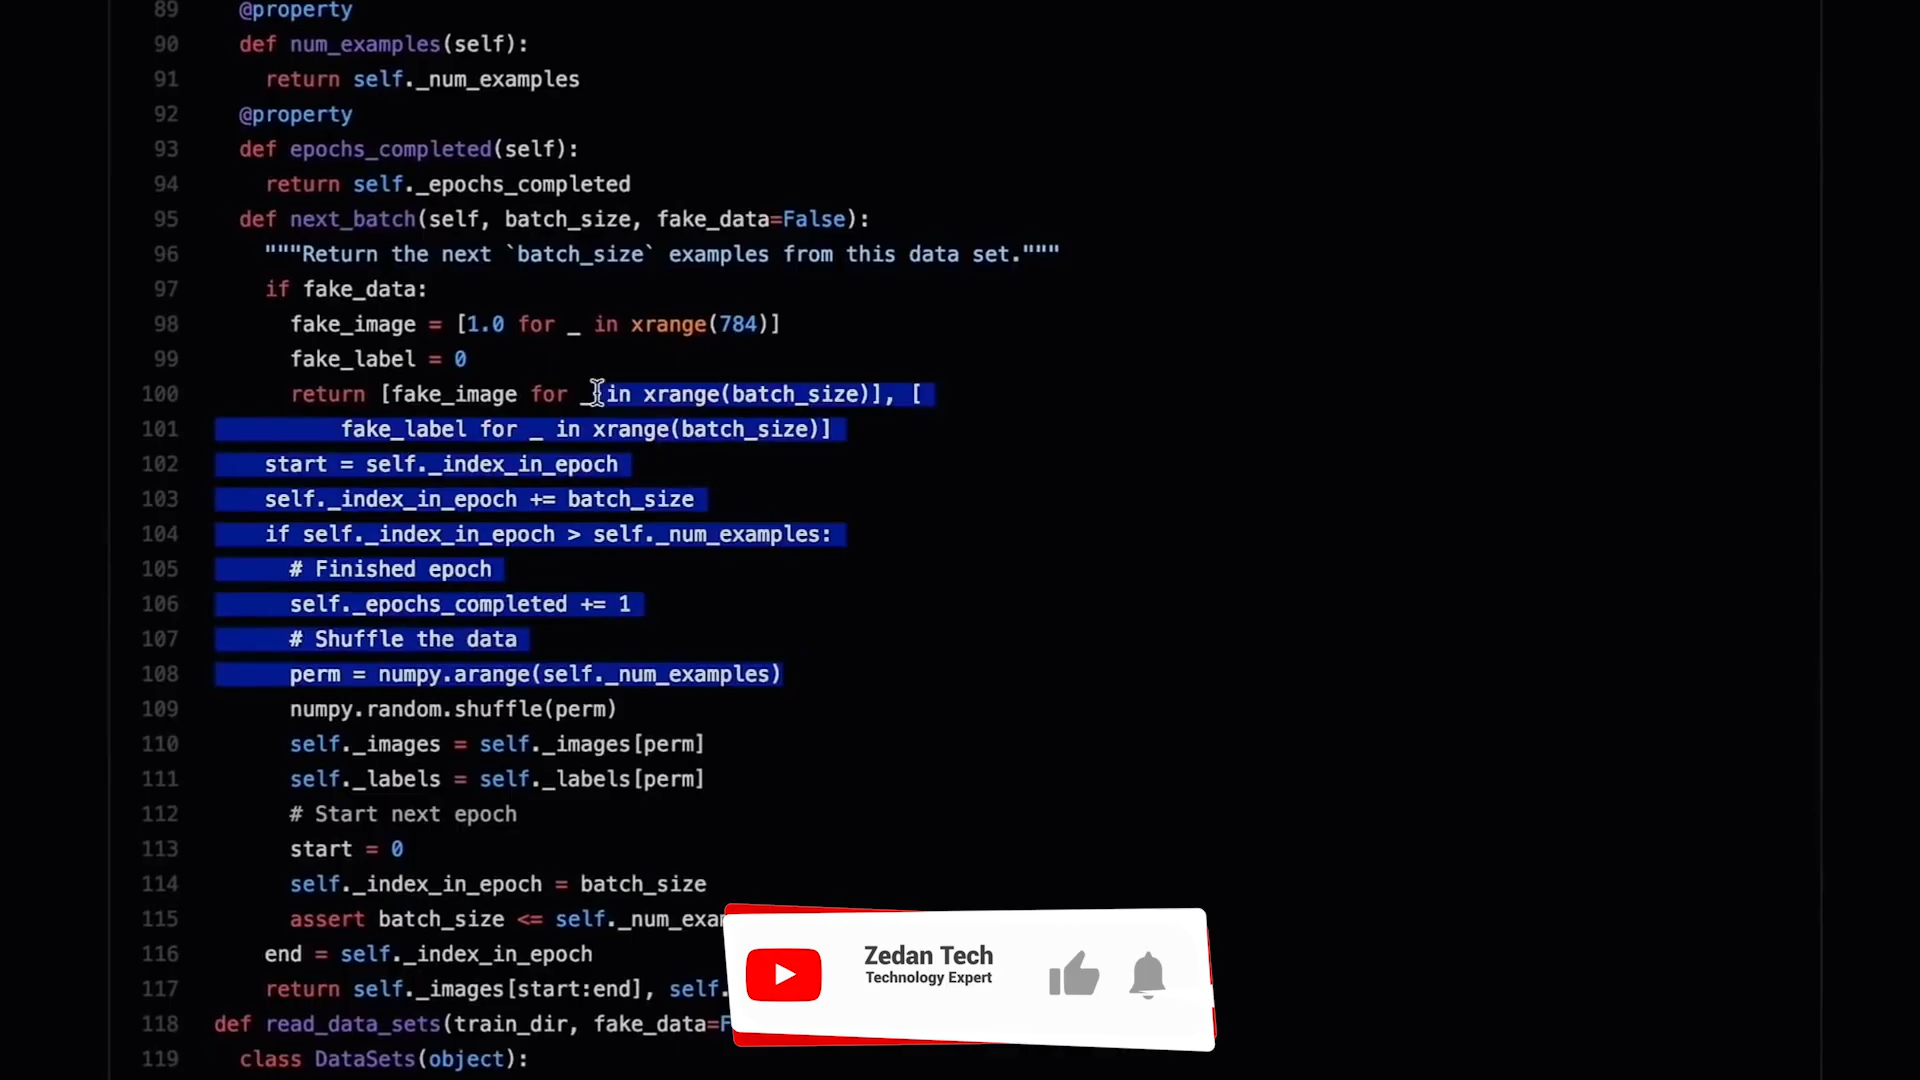 89 @property
90 def num_examples(self):
91 return self._num_examples
92 @property
93 def epochs_completed(self):
94 return self._epochs_completed
95 def next_batch(self, batch_size, fake_data=False):
96 """Return the next `batch_size` examples from this data set."""
97 if fake_data:
98 fake_image = [1.0 for _ in xrange(784)]
99 fake_label = 0
100 return [fake_image for _ in xrange(batch_size)], [
101 fake_label for _ in xrange(batch_size)]
102 start = self._index_in_epoch
103 self._index_in_epoch += batch_size
104 if self._index_in_epoch > self._num_examples:
105 # Finished epoch
106 self._epochs_completed += 1
107 # Shuffle the data
108 perm = numpy.arange(self._num_examples)
109 numpy.random.shuffle(perm)
110 self._images = self._images[perm]
111 self._labels = self._labels[perm]
112 # Start next epoch
113 start = 0
114 self._index_in_epoch = batch_size
115 assert batch_size <= self._num_exa
116 end = self._index_in_epoch
117 return self._images[start:end], self.
118 def read_data_sets(train_dir, fake_data=F
119 class DataSets(object):
Zedan Tech
Technology Expert